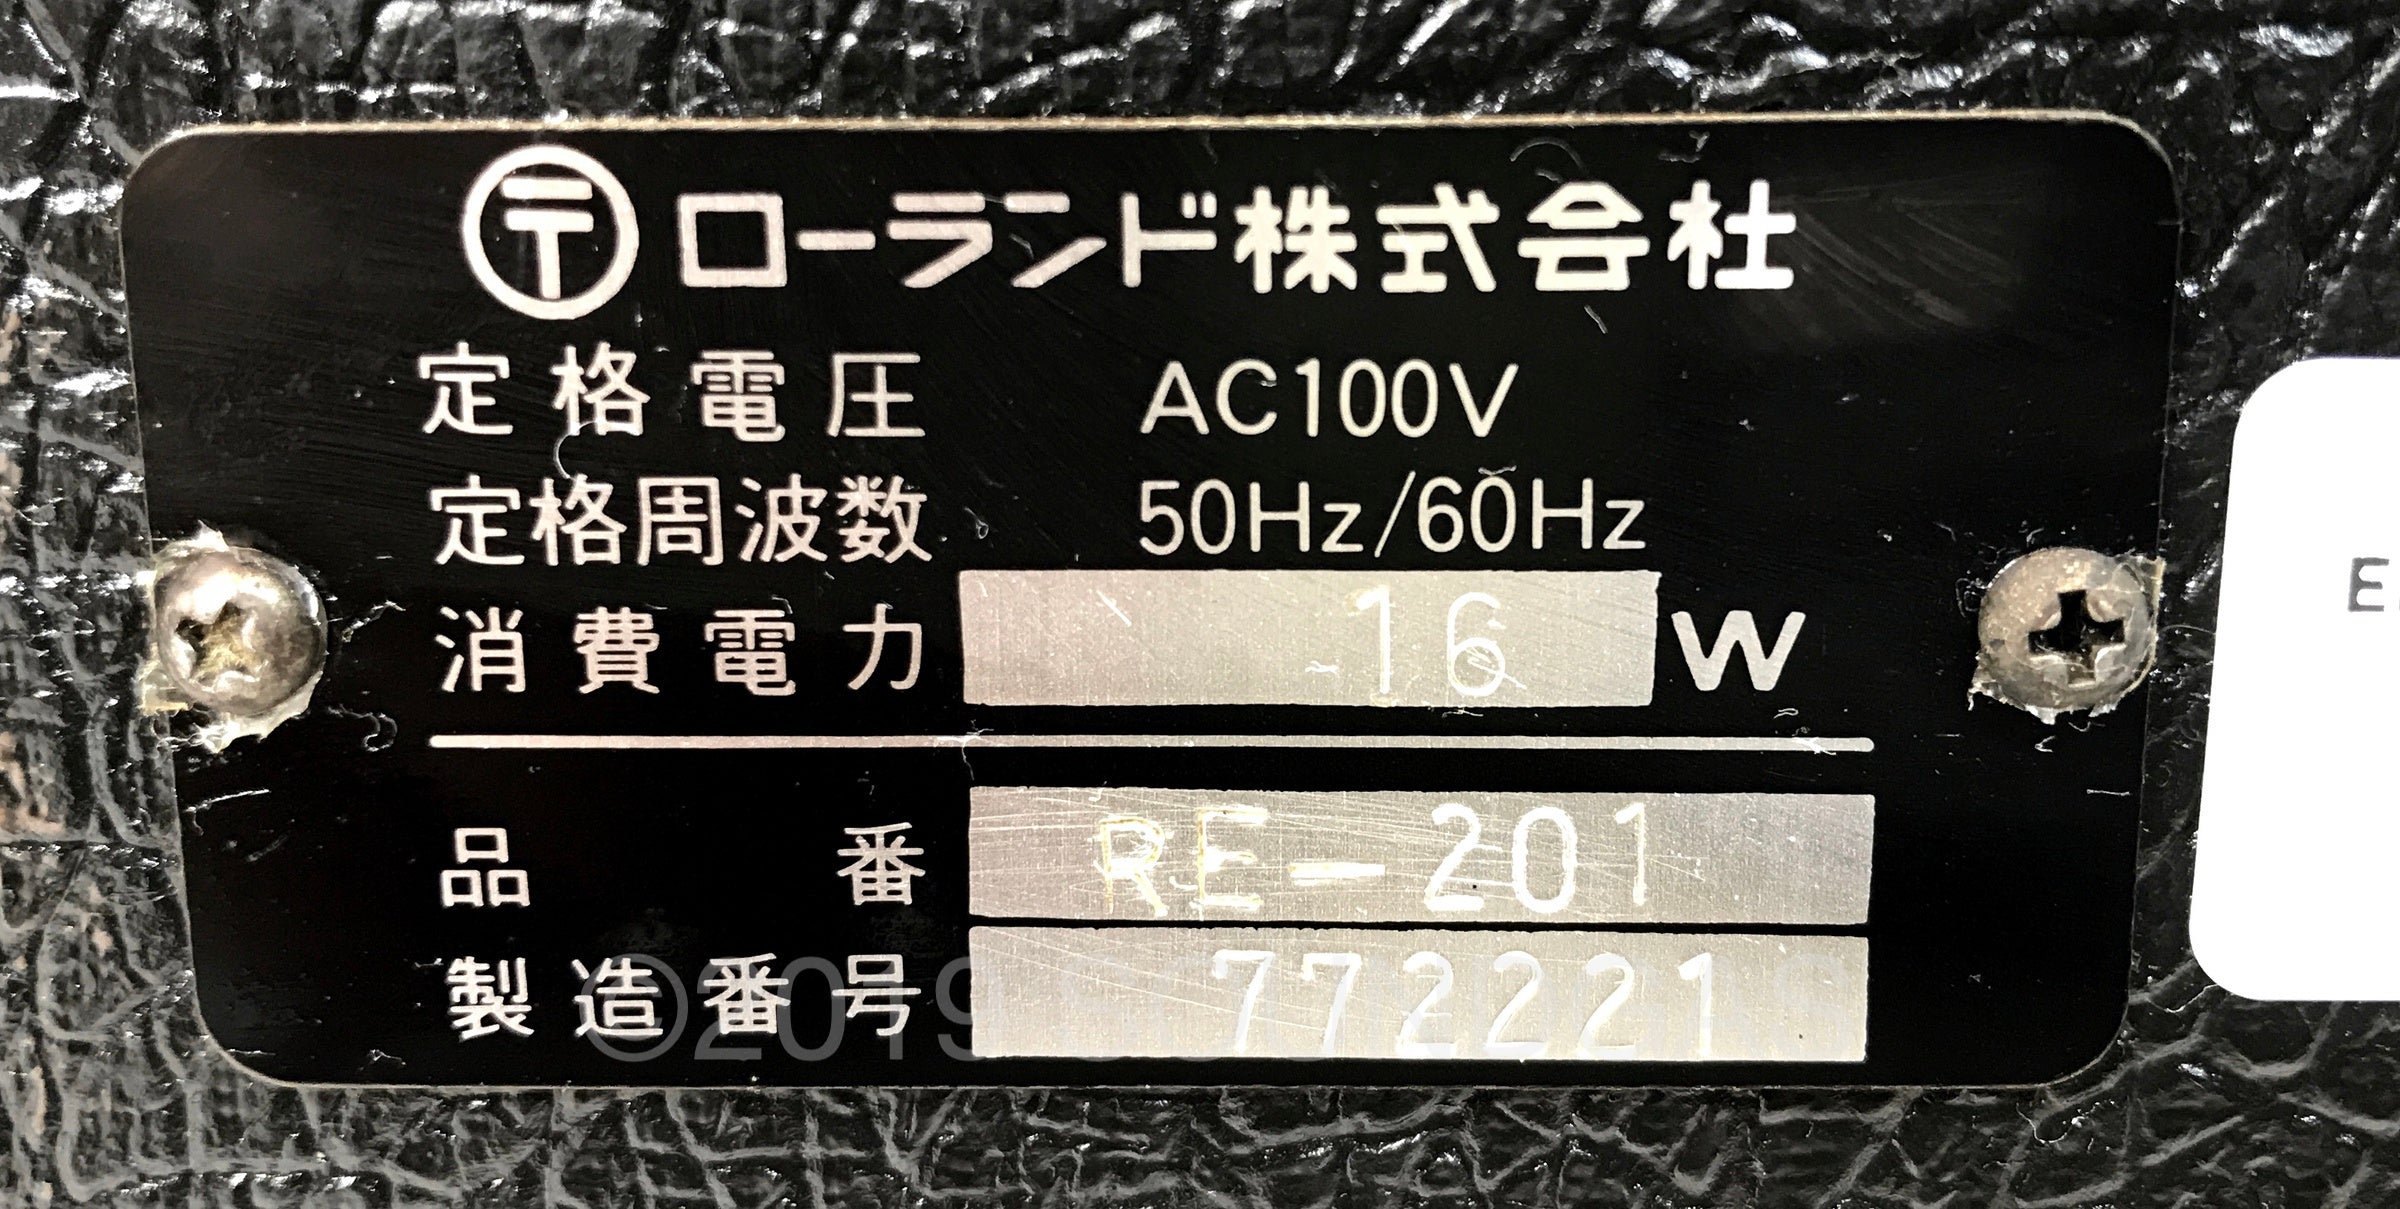 〶 ローランド株式会社
定格電圧 AC100V
定格周波数 50Hz/60Hz
消費電力 16 W
品番 RE-201
製造番号 772221
©2019